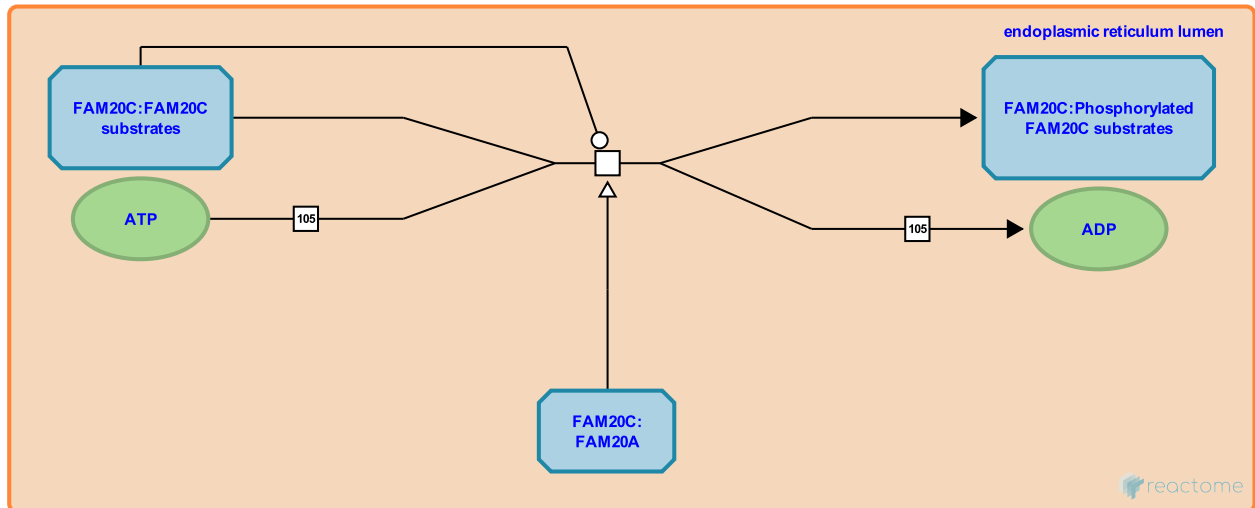 endoplasmic reticulum lumen
FAM20C:FAM20C
substrates
FAM20C:Phosphorylated
FAM20C substrates
ATP
105
105
ADP
FAM20C:
FAM20A
reactome